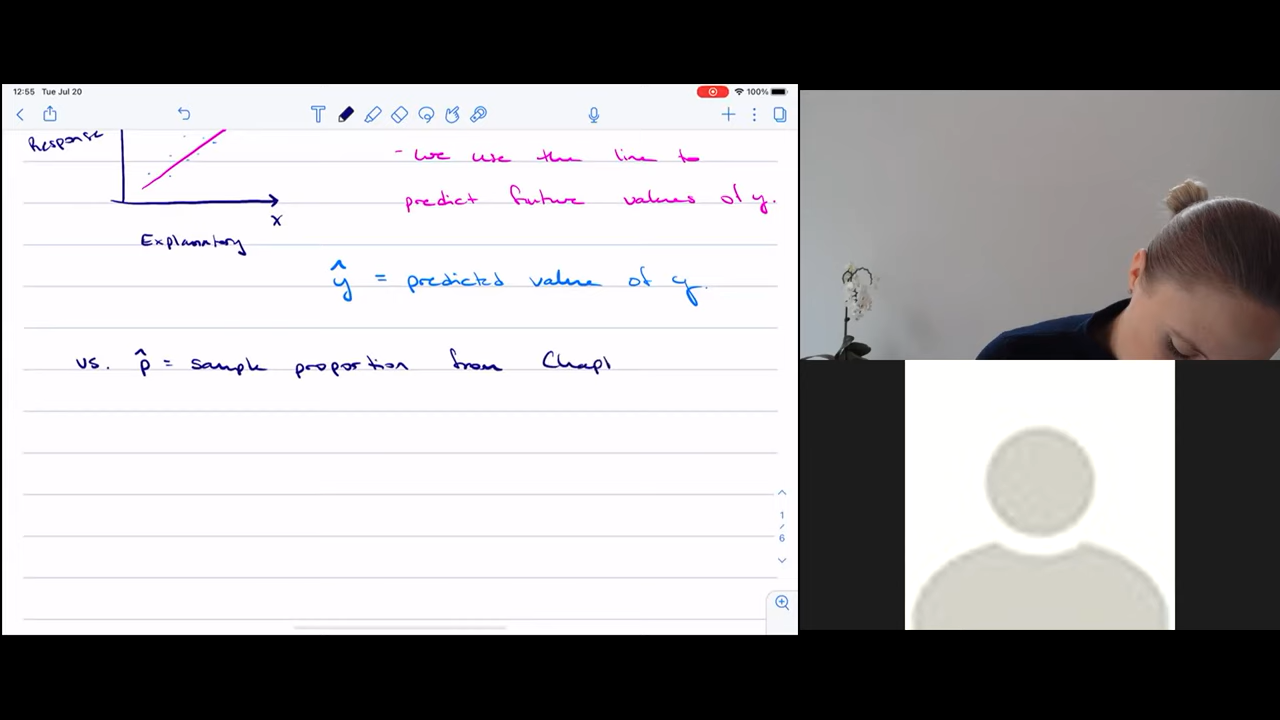 12:55 Tue Jul 20
100%
T
Response
- we use the line to
predict future values of y.
x
Explanatory
ŷ = predicted value of y.
vs. p̂ = sample proportion from Chapt
1
/
6